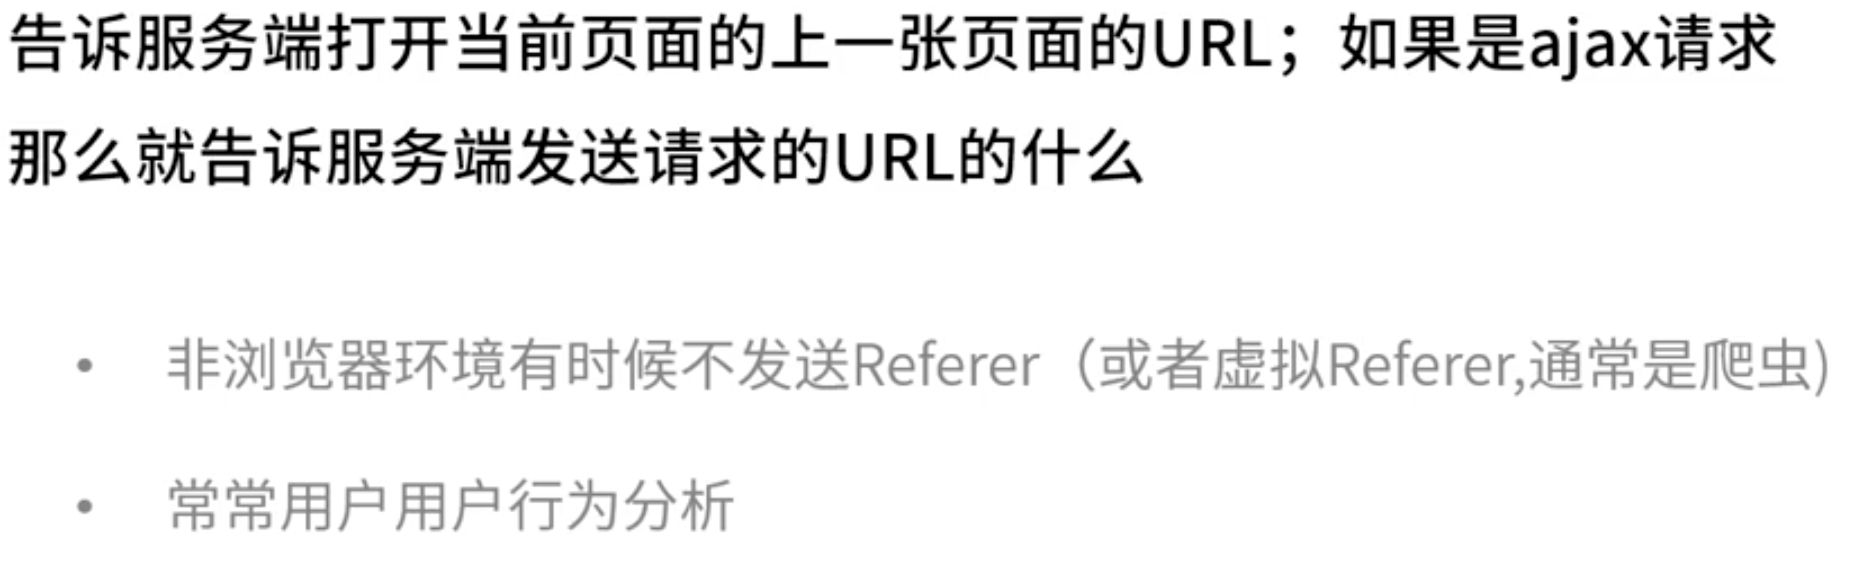 告诉服务端打开当前页面的上一张页面的URL；如果是ajax请求
那么就告诉服务端发送请求的URL的什么
• 非浏览器环境有时候不发送Referer（或者虚拟Referer,通常是爬虫)
• 常常用户用户行为分析